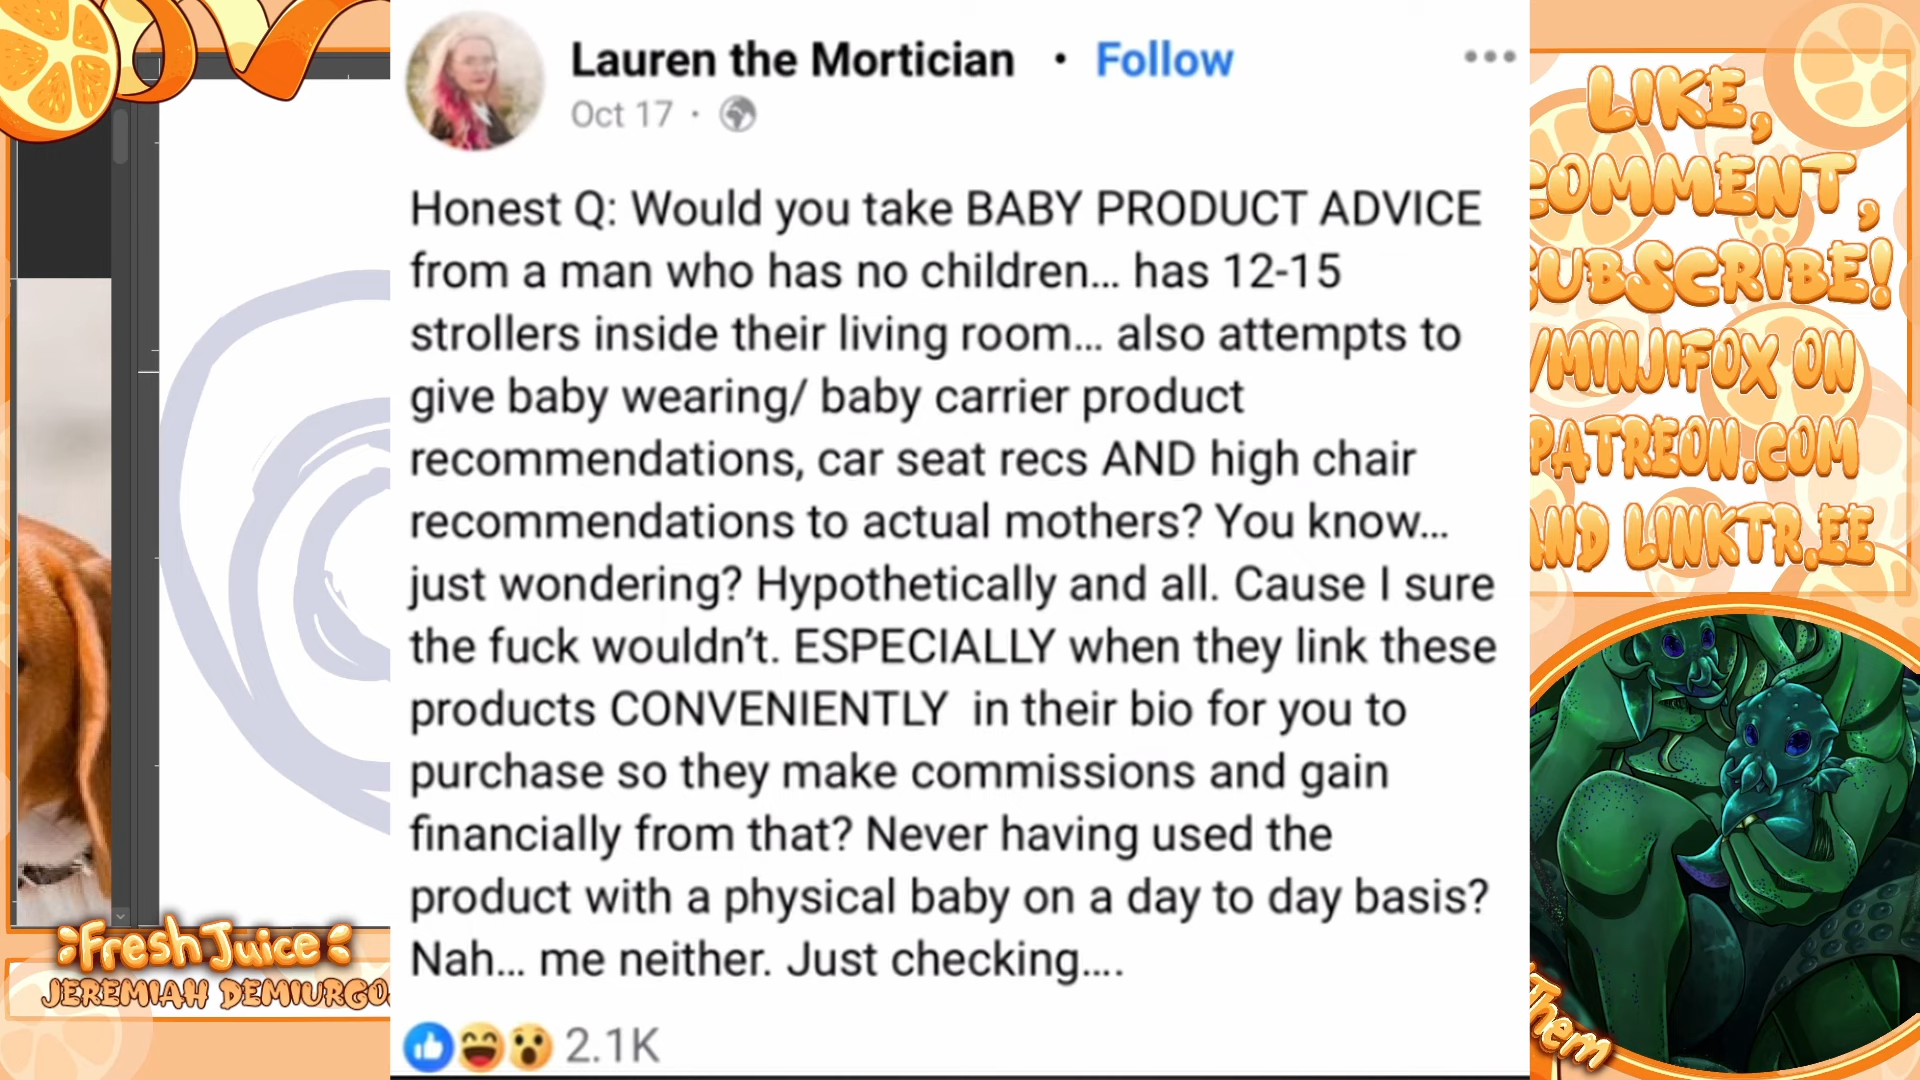 Lauren the Mortician • Follow
Oct 17 ·
Honest Q: Would you take BABY PRODUCT ADVICE
from a man who has no children... has 12-15
strollers inside their living room... also attempts to
give baby wearing/ baby carrier product
recommendations, car seat recs AND high chair
recommendations to actual mothers? You know...
just wondering? Hypothetically and all. Cause I sure
the fuck wouldn't. ESPECIALLY when they link these
products CONVENIENTLY in their bio for you to
purchase so they make commissions and gain
financially from that? Never having used the
product with a physical baby on a day to day basis?
Nah... me neither. Just checking....
2.1K
LIKE,
COMMENT,
SUBSCRIBE!
/MINJIFOX ON
PATREON.COM
AND LINKTR.EE
Fresh Juice
JEREMIAH DEMIURGO
Them